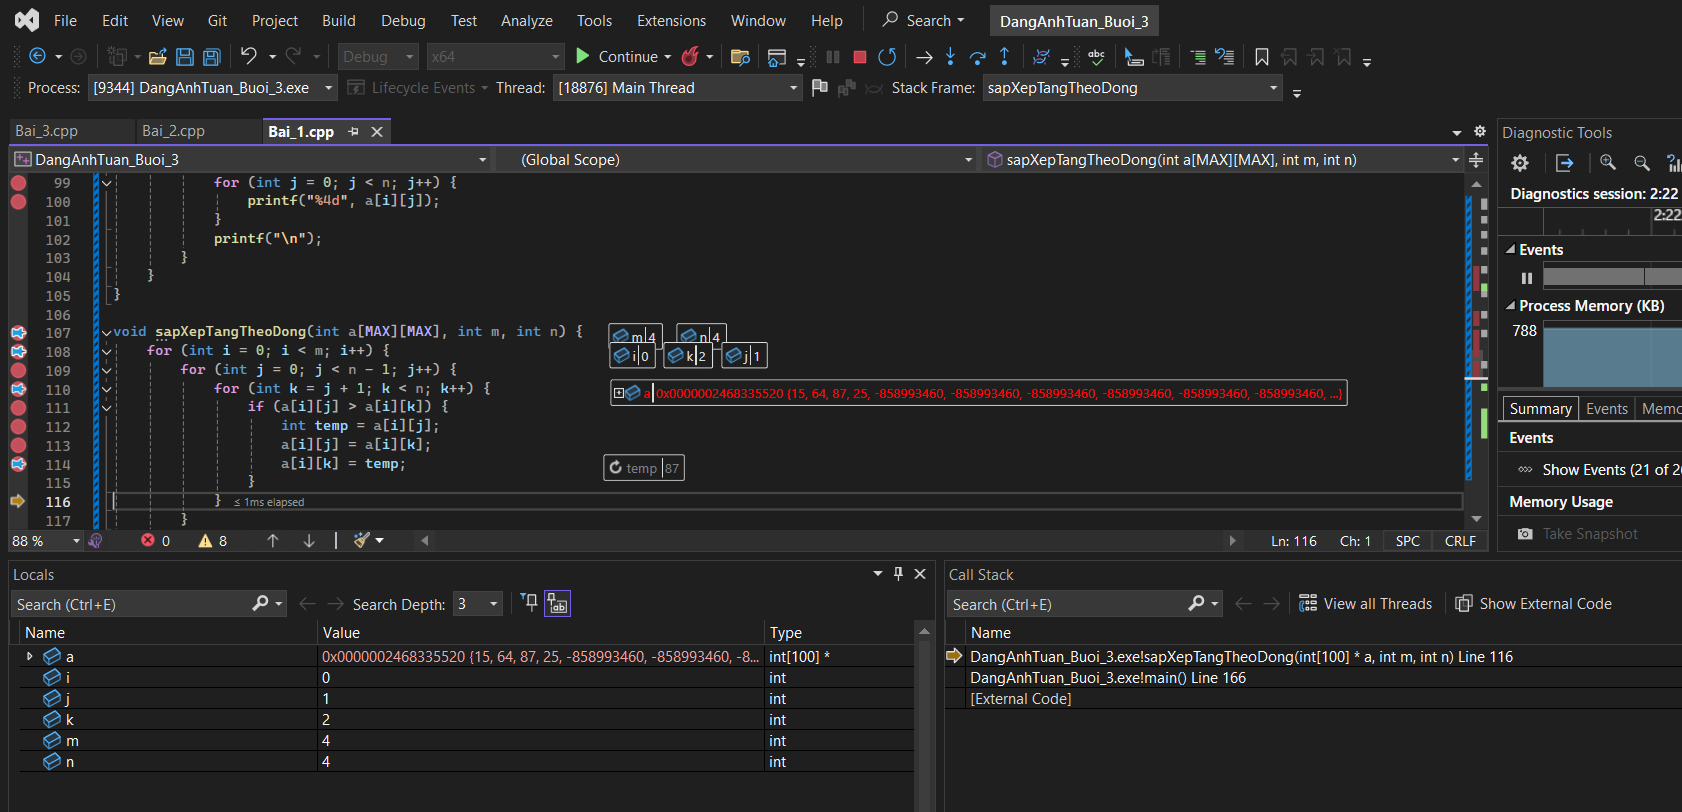 File Edit View Git Project Build Debug Test Analyze Tools Extensions Window Help Search DangAnhTuan_Buoi_3
Debug x64 Continue
Process: [9344] DangAnhTuan_Buoi_3.exe Lifecycle Events Thread: [18876] Main Thread Stack Frame: sapXepTangTheoDong
Bai_3.cpp Bai_2.cpp Bai_1.cpp
DangAnhTuan_Buoi_3 (Global Scope) sapXepTangTheoDong(int a[MAX][MAX], int m, int n)
99 for (int j = 0; j < n; j++) {
100 printf("%4d", a[i][j]);
101 }
102 printf("\n");
103 }
104 }
105 }
106
107 void sapXepTangTheoDong(int a[MAX][MAX], int m, int n) { m 4 n 4
108 for (int i = 0; i < m; i++) { i 0 k 2 j 1
109 for (int j = 0; j < n - 1; j++) {
110 for (int k = j + 1; k < n; k++) { a 0x0000002468335520 {15, 64, 87, 25, -858993460, -858993460, -858993460, -858993460, -858993460, -858993460, ...}
111 if (a[i][j] > a[i][k]) {
112 int temp = a[i][j];
113 a[i][j] = a[i][k];
114 a[i][k] = temp; temp 87
115 }
116 } ≤ 1ms elapsed
117 }
88 % 0 8 Ln: 116 Ch: 1 SPC CRLF
Diagnostic Tools
Diagnostics session: 2:22
2:22
Events
Process Memory (KB)
788
Summary Events Memo
Events
Show Events (21 of 2
Memory Usage
Take Snapshot
Locals
Search (Ctrl+E) Search Depth: 3
Name Value Type
a 0x0000002468335520 {15, 64, 87, 25, -858993460, -858993460, -8... int[100] *
i 0 int
j 1 int
k 2 int
m 4 int
n 4 int
Call Stack
Search (Ctrl+E) View all Threads Show External Code
Name
DangAnhTuan_Buoi_3.exe!sapXepTangTheoDong(int[100] * a, int m, int n) Line 116
DangAnhTuan_Buoi_3.exe!main() Line 166
[External Code]